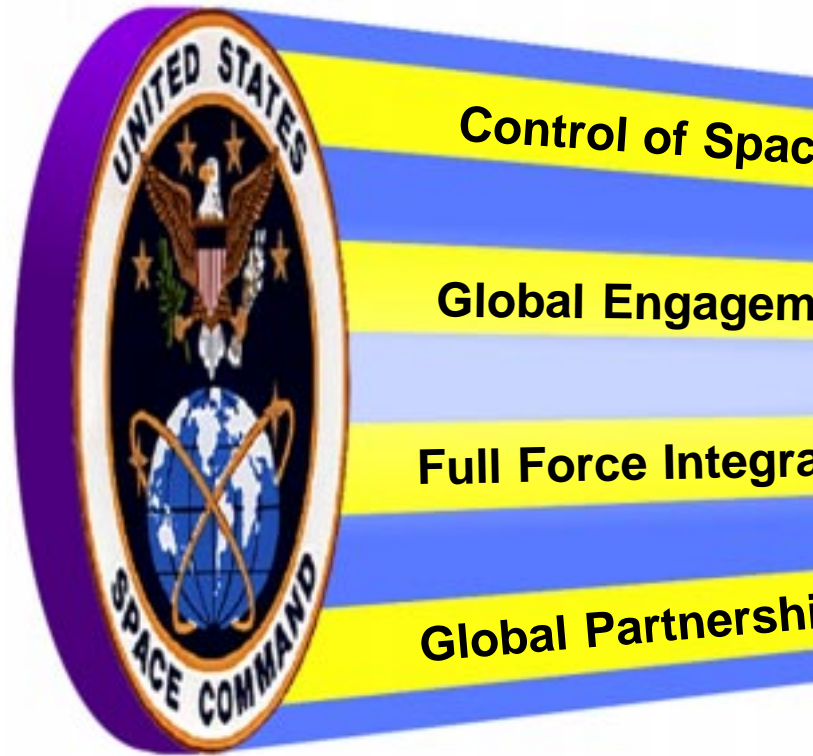 UNITED STATES
SPACE COMMAND
Control of Spac
Global Engagem
Full Force Integra
Global Partnershi